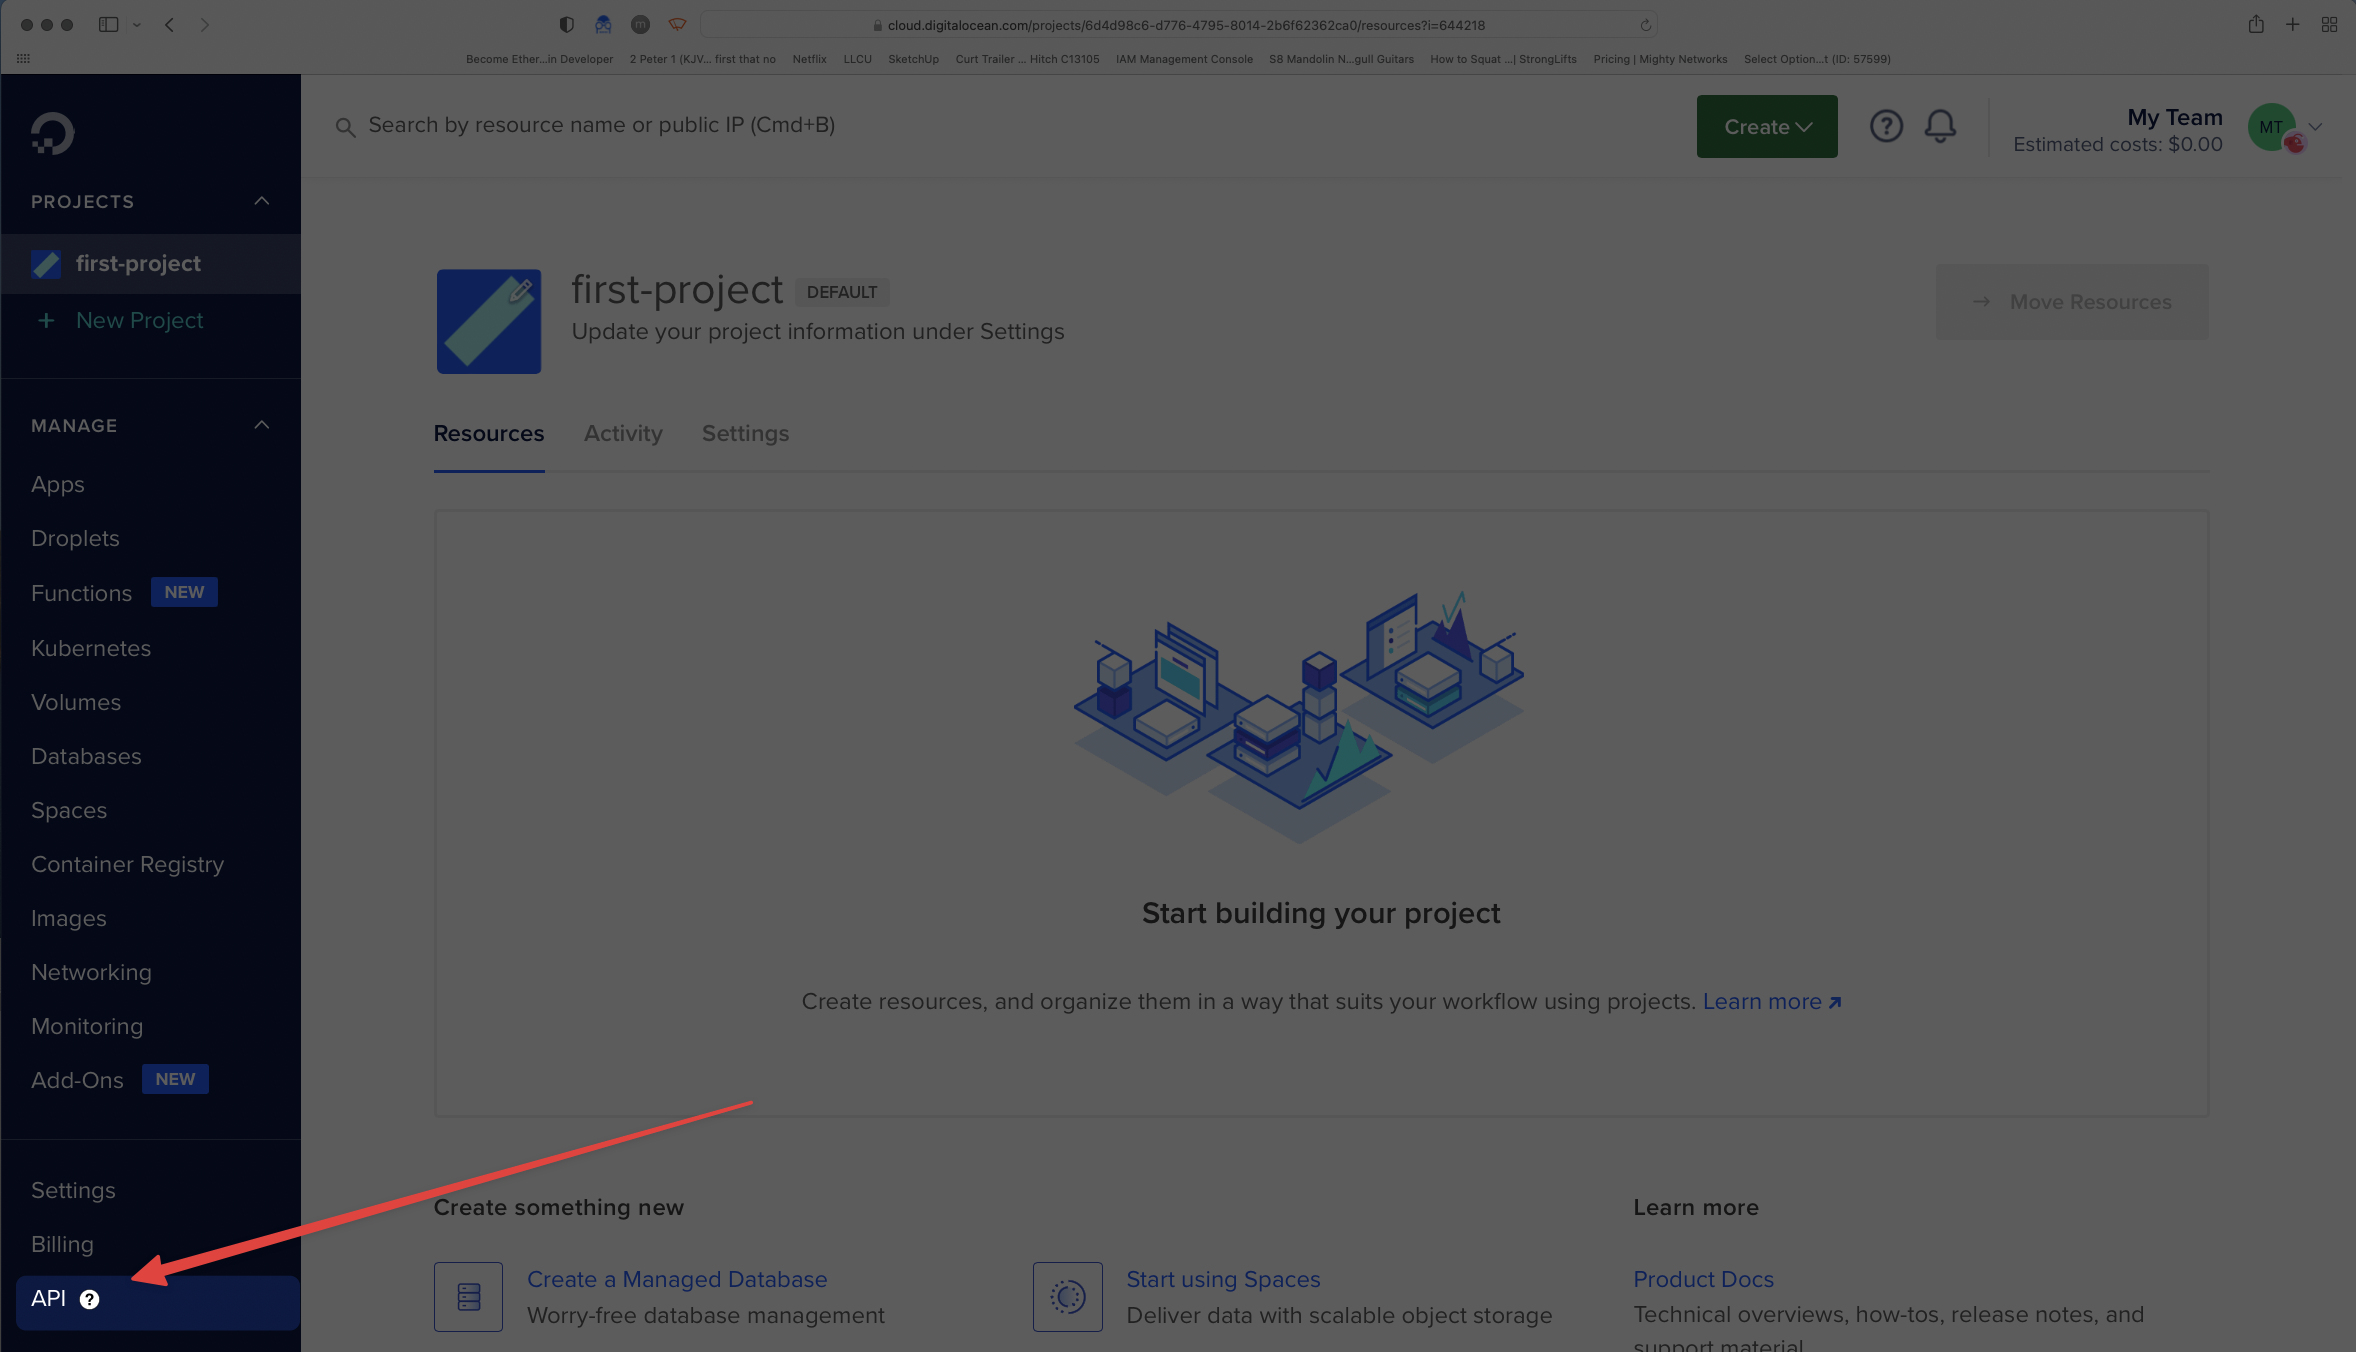 cloud.digitalocean.com/projects/6d4d98c6-d776-4795-8014-2b6f62362ca0/resources?i=644218
Become Ether...in Developer
2 Peter 1 (KJV... first that no
Netflix
LLCU
SketchUp
Curt Trailer ... Hitch C13105
IAM Management Console
S8 Mandolin N...gull Guitars
How to Squat ...| StrongLifts
Pricing | Mighty Networks
Select Option...t (ID: 57599)
Search by resource name or public IP (Cmd+B)
Create
?
My Team
Estimated costs: $0.00
MT
PROJECTS
first-project
+ New Project
MANAGE
Apps
Droplets
Functions NEW
Kubernetes
Volumes
Databases
Spaces
Container Registry
Images
Networking
Monitoring
Add-Ons NEW
Settings
Billing
API ?
first-project DEFAULT
Update your project information under Settings
→ Move Resources
Resources
Activity
Settings
Start building your project
Create resources, and organize them in a way that suits your workflow using projects. Learn more
Create something new
Create a Managed Database
Worry-free database management
Start using Spaces
Deliver data with scalable object storage
Learn more
Product Docs
Technical overviews, how-tos, release notes, and
support material